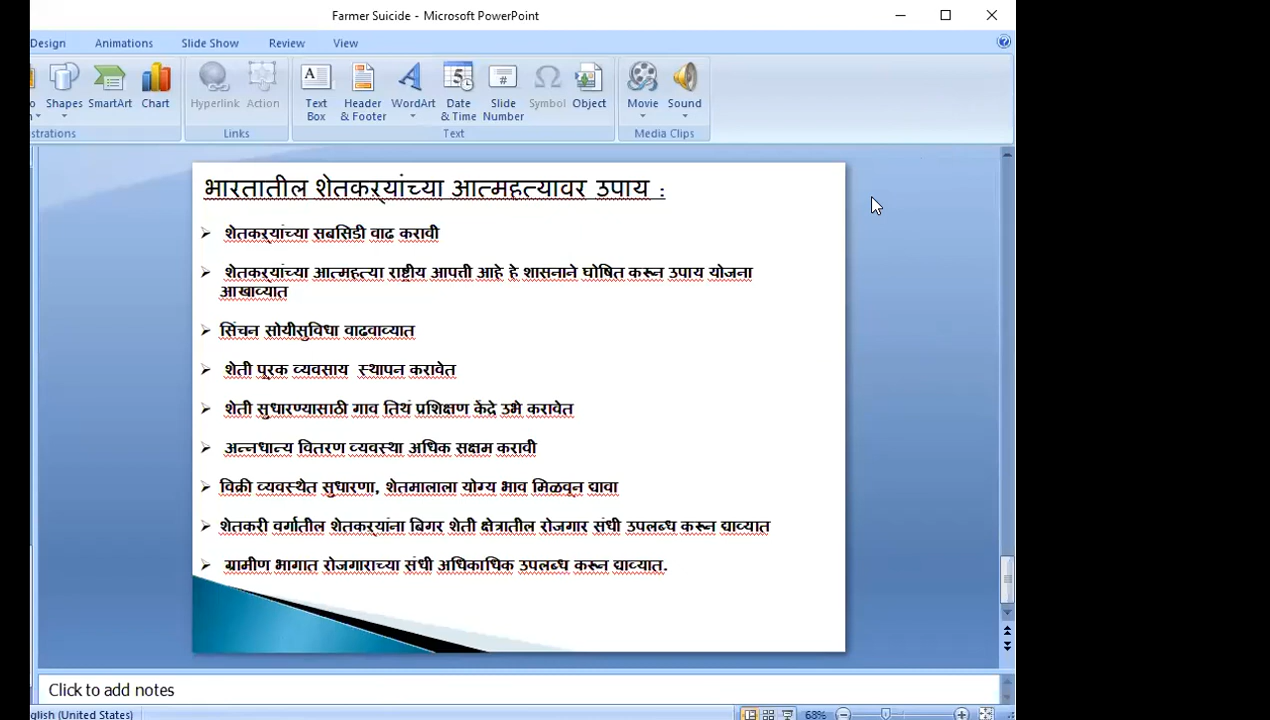 Farmer Suicide - Microsoft PowerPoint
Design Animations Slide Show Review View
Shapes SmartArt Chart Hyperlink Action Text Box Header & Footer WordArt Date & Time Slide Number Symbol Object Movie Sound
strations Links Text Media Clips
भारतातील शेतकऱ्यांच्या आत्महत्यावर उपाय :
शेतकऱ्यांच्या सबसिडी वाढ करावी
शेतकऱ्यांच्या आत्महत्या राष्ट्रीय आपत्ती आहे हे शासनाने घोषित करून उपाय योजना
आखाव्यात
सिंचन सोयीसुविधा वाढवाव्यात
शेती पूरक व्यवसाय स्थापन करावेत
शेती सुधारण्यासाठी गाव तिथं प्रशिक्षण केंद्रे उभे करावेत
अन्नधान्य वितरण व्यवस्था अधिक सक्षम करावी
विक्री व्यवस्थेत सुधारणा, शेतमालाला योग्य भाव मिळवून द्यावा
शेतकरी वर्गातील शेतकऱ्यांना बिगर शेती क्षेत्रातील रोजगार संधी उपलब्ध करून द्याव्यात
ग्रामीण भागात रोजगाराच्या संधी अधिकाधिक उपलब्ध करून द्याव्यात.
Click to add notes
glish (United States) 68%